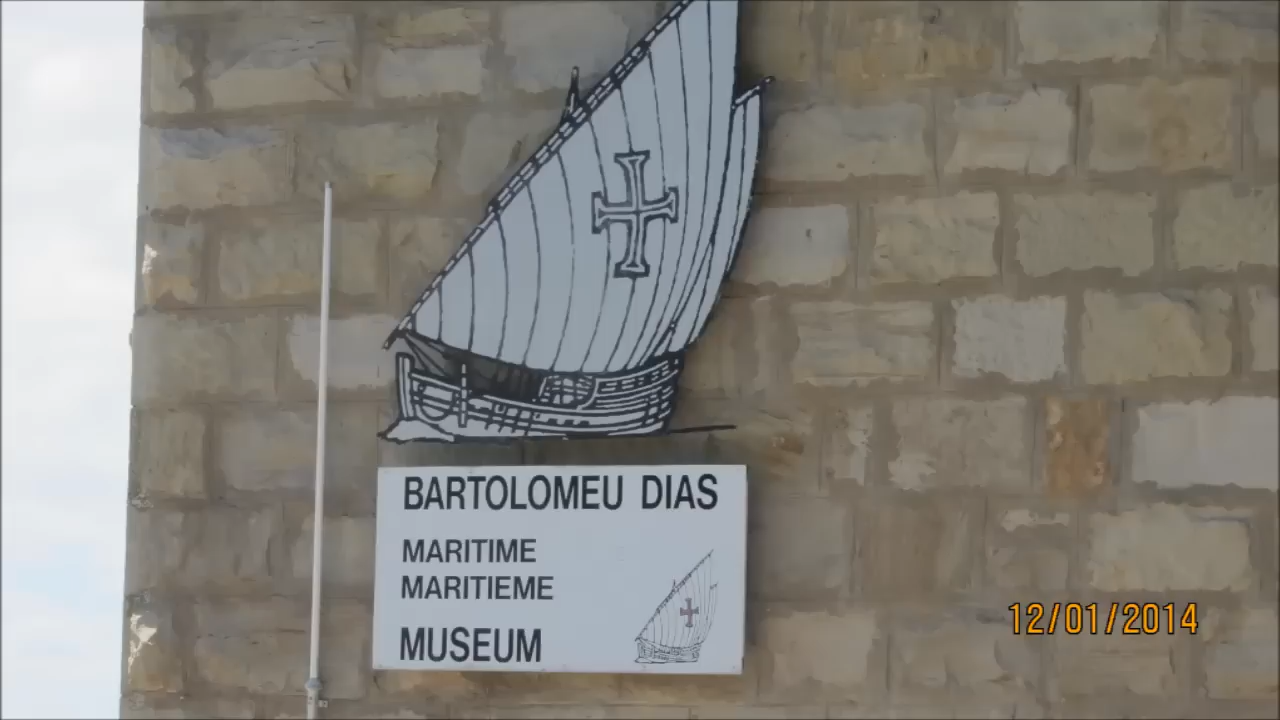 BARTOLOMEU DIAS
MARITIME
MARITIEME
MUSEUM
12/01/2014